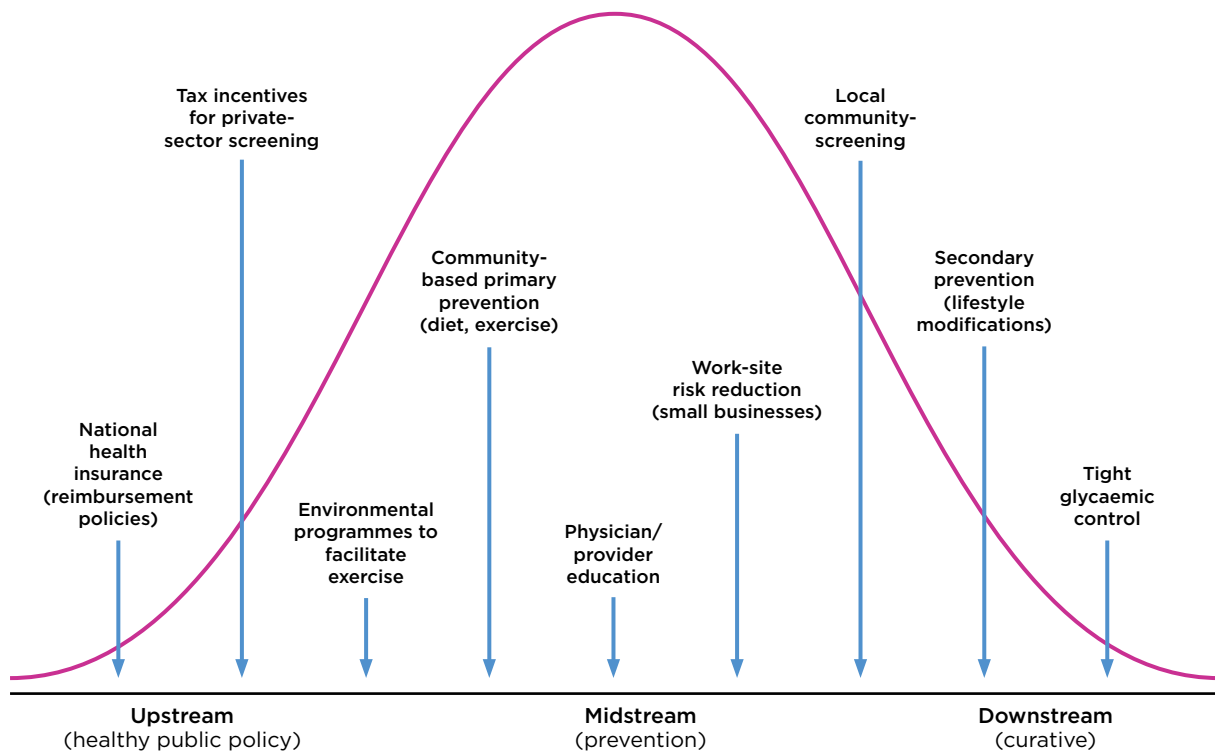 Tax incentives
for private-
sector screening
Local
community-
screening
Community-
based primary
prevention
(diet, exercise)
Secondary
prevention
(lifestyle
modifications)
Work-site
risk reduction
(small businesses)
National
health
insurance
(reimbursement
policies)
Tight
glycaemic
control
Environmental
programmes to
facilitate
exercise
Physician/
provider
education
Upstream
(healthy public policy)
Midstream
(prevention)
Downstream
(curative)